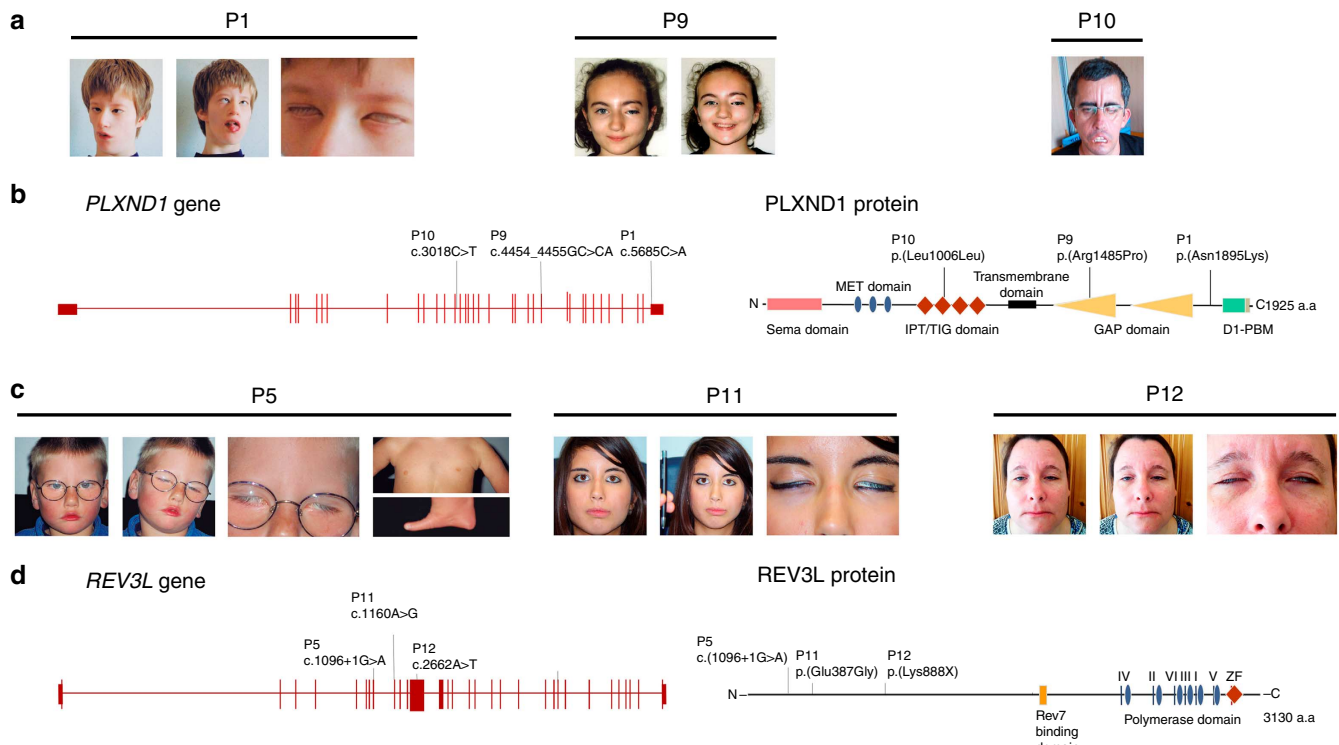 a
P1
P9
P10
b
PLXND1 gene
PLXND1 protein
P10
c.3018C>T
P9
c.4454_4455GC>CA
P1
c.5685C>A
P10
p.(Leu1006Leu)
P9
p.(Arg1485Pro)
P1
p.(Asn1895Lys)
MET domain
Transmembrane
domain
N
C1925 a.a
Sema domain
IPT/TIG domain
GAP domain
D1-PBM
c
P5
P11
P12
d
REV3L gene
REV3L protein
P11
c.1160A>G
P5
c.1096+1G>A
P12
c.2662A>T
P5
c.(1096+1G>A)
P11
p.(Glu387Gly)
P12
p.(Lys888X)
IV II VI III I V ZF
N
–C
Rev7
binding
domain
Polymerase domain
3130 a.a